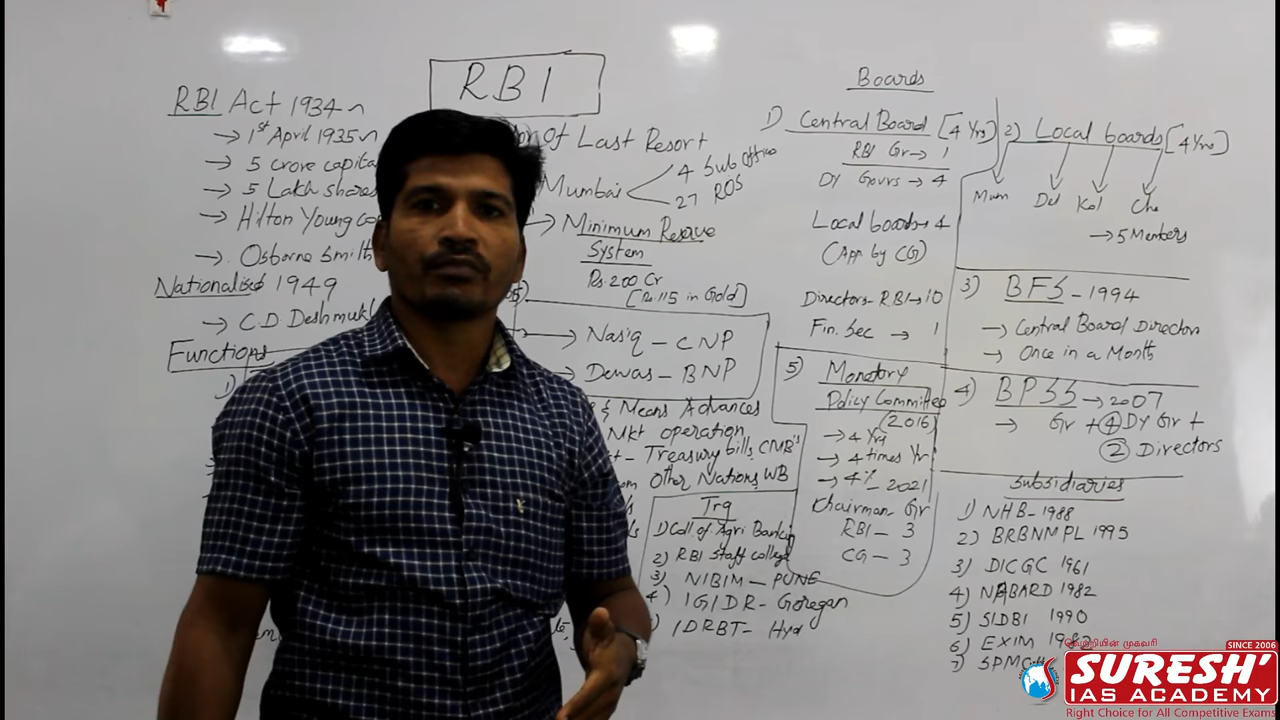 RBI
RBI Act 1934
→ 1st April 1935
→ 5 crore capita
→ 5 Lakh shares
→ Hilton Young co
→ Osborne Smith
Nationalised 1949
→ C.D. Deshmukh
Functions
1)
of Last Resort
Mumbai
4 Sub Office
27 ROS
→ Minimum Reserve
System
Rs. 200 Cr
[Rs. 115 in Gold]
→ Nasiq – CNP
→ Dewas – BNP
& Means Advances
Mkt operation
Treasury bills, CMB's
Other Nations, WB
Trg
1) Coll. of Agri Bankin
2) RBI staff college
3) NIBIM – PUNE
4) IGIDR – Goregan
IDRBT – Hyd
Boards
1) Central Board [4 Yrs]
RBI Gr → 1
Dy Govrs → 4
Local boards → 4
(App by CG)
Directors – RBI → 10
Fin. Sec → 1
2) Local boards [4 Yrs]
Mum Del Kol Che
→ 5 Members
3) BFS – 1994
→ Central Board Directors
→ Once in a Month
4) BPSS → 2007
→ Gr + 4 Dy Gr +
2 Directors
5) Monetary
Policy Committee
(2016)
→ 4 Yrs
→ 4 times Yr
→ 4% – 2021
Chairman – Gr
RBI – 3
CG – 3
Subsidiaries
1) NHB – 1988
2) BRBNMPL 1995
3) DICGC 1961
4) NABARD 1982
5) SIDBI 1990
6) EXIM 1982
7) SPMC
SINCE 2006
SURESH'
IAS ACADEMY
Right Choice for All Competitive Exams